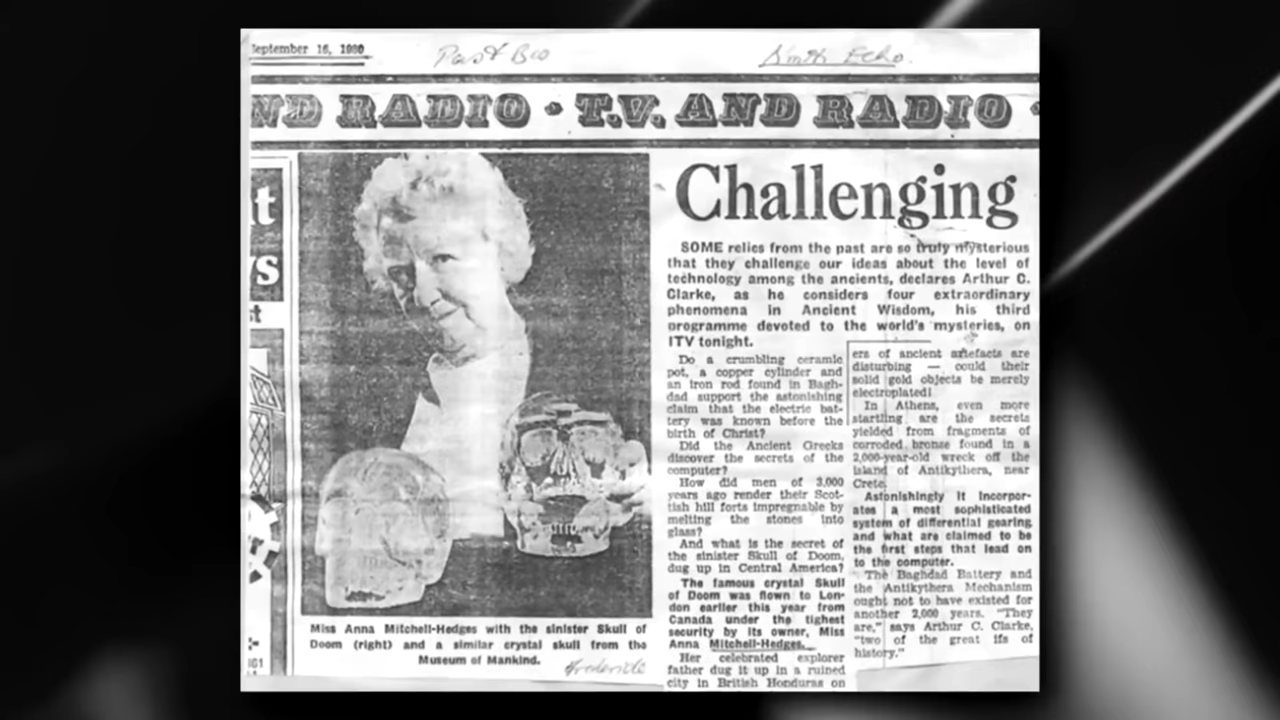 September 16, 1980
Past B
Echo.
ND RADIO • T.V. AND RADIO •
t
ys
st
Challenging
SOME relics from the past are so truly mysterious
that they challenge our ideas about the level of
technology among the ancients, declares Arthur C.
Clarke, as he considers four extraordinary
phenomena in Ancient Wisdom, his third
programme devoted to the world's mysteries, on
ITV tonight.
Do a crumbling ceramic
pot, a copper cylinder and
an iron rod found in Bagh-
dad support the astonishing
claim that the electric bat-
tery was known before the
birth of Christ?
Did the Ancient Greeks
discover the secrets of the
computer?
How did men of 3,000
years ago render their Scot-
tish hill forts impregnable by
melting the stones into
glass?
And what is the secret of
the sinister Skull of Doom,
dug up in Central America?
The famous crystal Skull
of Doom was flown to Lon-
don earlier this year from
Canada under the tighest
security by its owner, Miss
Anna Mitchell-Hedges.
Her celebrated explorer
father dug it up in a ruined
city in British Honduras on
ers of ancient artefacts are
disturbing — could their
solid gold objects be merely
electroplated!
In Athens, even more
startling are the secrets
yielded from fragments of
corroded bronze found in a
2,000-year-old wreck off the
island of Antikythera, near
Crete.
Astonishingly it incorpor-
ates a most sophisticated
system of differential gearing
and what are claimed to be
the first steps that lead on
to the computer.
The Baghdad Battery and
the Antikythera Mechanism
ought not to have existed for
another 2,000 years. "They
are," says Arthur C. Clarke,
"two of the great ifs of
history."
Miss Anna Mitchell-Hedges with the sinister Skull of
Doom (right) and a similar crystal skull from the
Museum of Mankind.